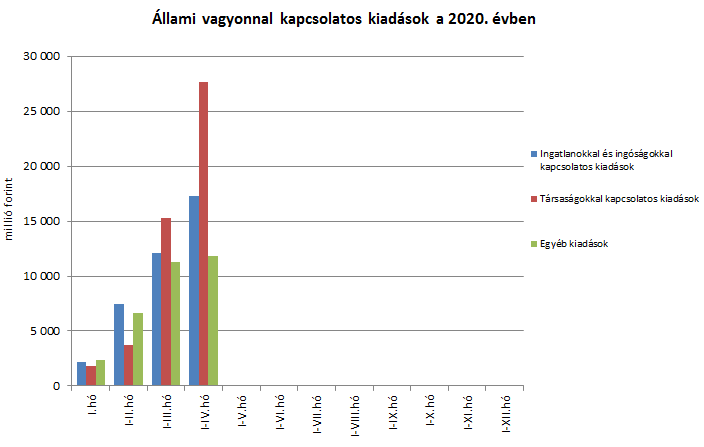 Állami vagyonnal kapcsolatos kiadások a 2020. évben
millió forint
30 000
25 000
20 000
15 000
10 000
5 000
0
I.hó
I-II.hó
I-III.hó
I-IV.hó
I-V.hó
I-VI.hó
I-VII.hó
I-VIII.hó
I-IX.hó
I-X.hó
I-XI.hó
I-XII.hó
Ingatlanokkal és ingóságokkal
kapcsolatos kiadások
Társaságokkal kapcsolatos kiadások
Egyéb kiadások